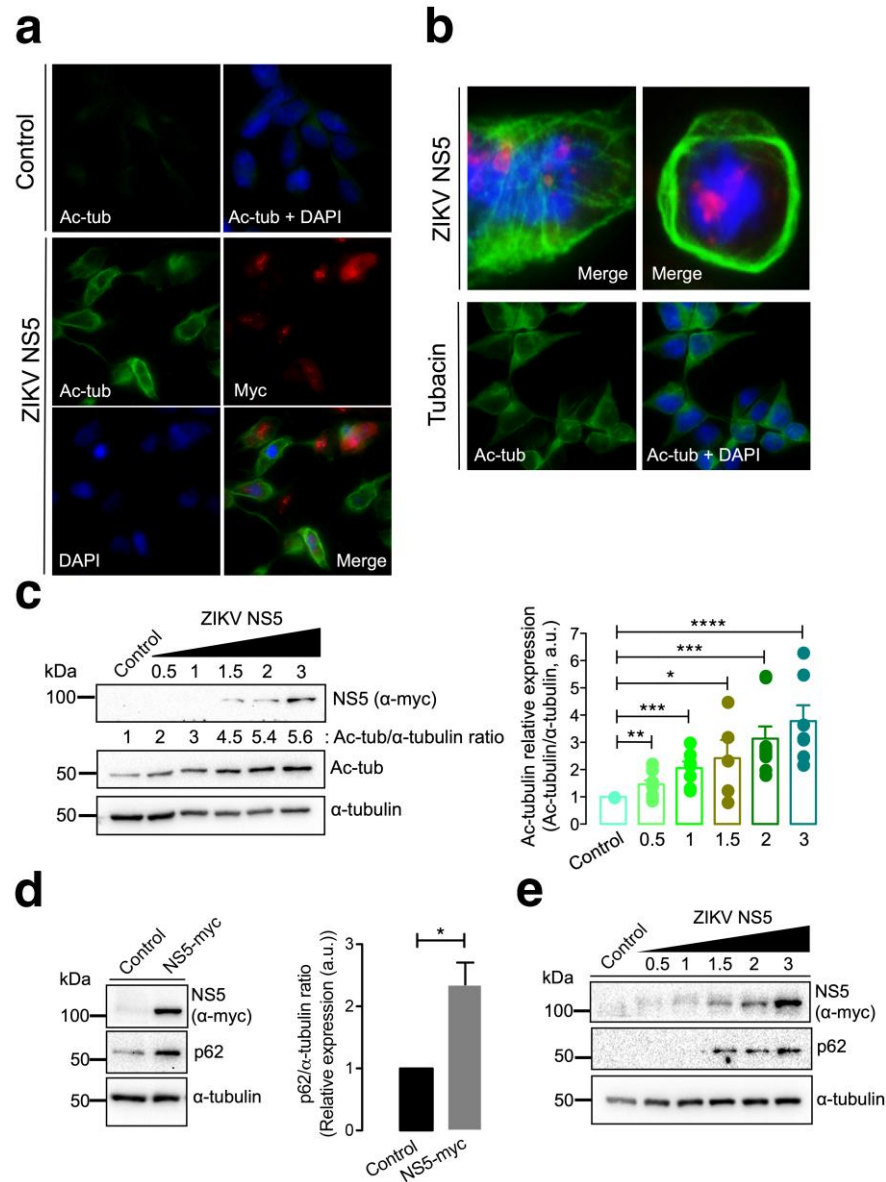 a
Control
Ac-tub
Ac-tub + DAPI
ZIKV NS5
Ac-tub
Myc
DAPI
Merge
b
ZIKV NS5
Merge
Merge
Tubacin
Ac-tub
Ac-tub + DAPI
c
ZIKV NS5
kDa
Control
0.5 1 1.5 2 3
100
NS5 (α-myc)
1 2 3 4.5 5.4 5.6 : Ac-tub/α-tubulin ratio
50
Ac-tub
50
α-tubulin
Ac-tubulin relative expression
(Ac-tubulin/α-tubulin, a.u.)
7
6
5
4
3
2
1
0
****
***
*
***
**
Control 0.5 1 1.5 2 3
d
Control NS5-myc
kDa
100
NS5
(α-myc)
50
p62
50
α-tubulin
p62/α-tubulin ratio
(Relative expression (a.u.))
3
2
1
0
*
Control NS5-myc
e
ZIKV NS5
kDa
Control
0.5 1 1.5 2 3
100
NS5
(α-myc)
50
p62
50
α-tubulin